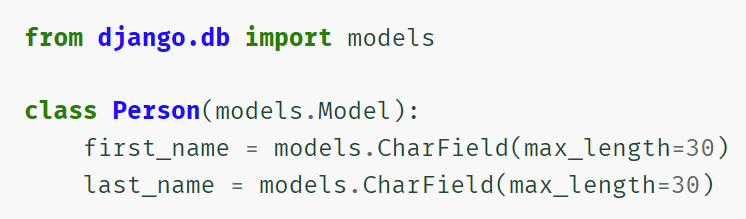 from django.db import models
class Person(models.Model):
    first_name = models.CharField(max_length=30)
    last_name = models.CharField(max_length=30)